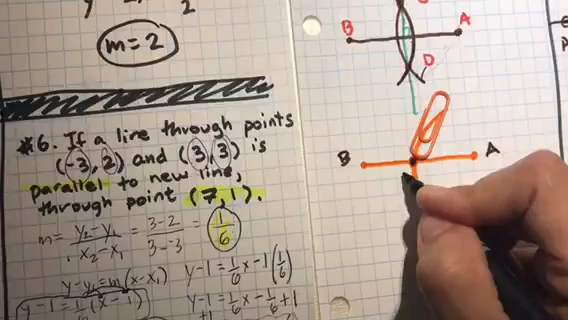 2
m=2
#6. If a line through points
(-3, 2) and (3, 3) is
parallel to new line,
through point (7, 1).
m = y₂-y₁ / x₂-x₁ = 3-2 / 3--3 = 1/6
y-y₁=m(x-x₁)
y-1=1/6x-1(1/6)
y-1=1/6x-1/6+1
B
A
D
B
A